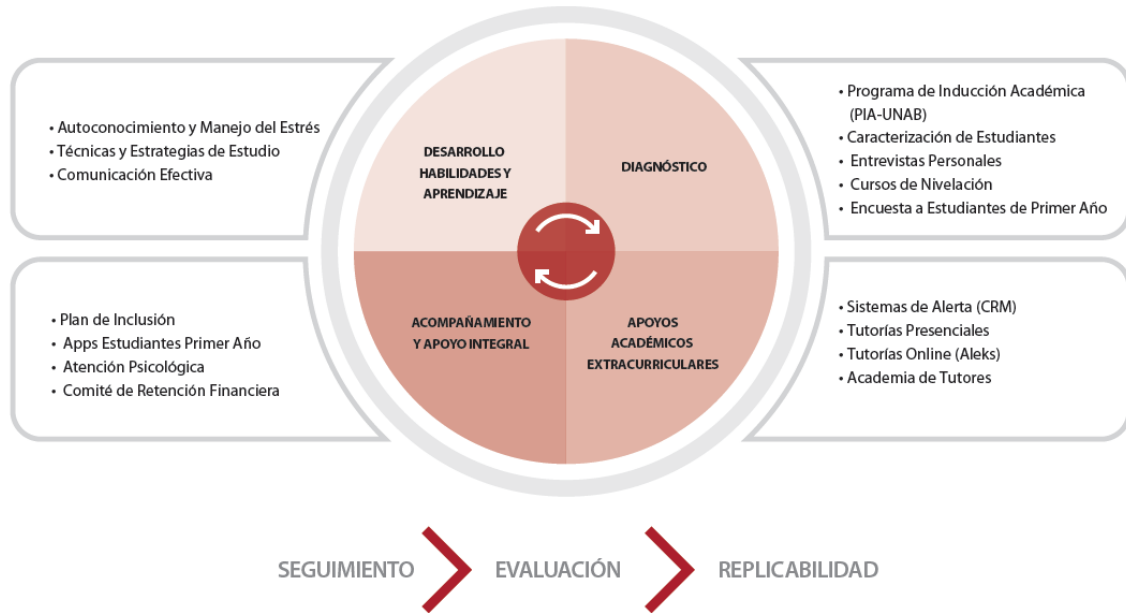 • Autoconocimiento y Manejo del Estrés
• Técnicas y Estrategias de Estudio
• Comunicación Efectiva
DESARROLLO
HABILIDADES Y
APRENDIZAJE
DIAGNÓSTICO
• Programa de Inducción Académica
(PIA-UNAB)
• Caracterización de Estudiantes
• Entrevistas Personales
• Cursos de Nivelación
• Encuesta a Estudiantes de Primer Año
• Plan de Inclusión
• Apps Estudiantes Primer Año
• Atención Psicológica
• Comité de Retención Financiera
ACOMPAÑAMIENTO
Y APOYO INTEGRAL
APOYOS
ACADÉMICOS
EXTRACURRICULARES
• Sistemas de Alerta (CRM)
• Tutorías Presenciales
• Tutorías Online (Aleks)
• Academia de Tutores
SEGUIMIENTO
EVALUACIÓN
REPLICABILIDAD